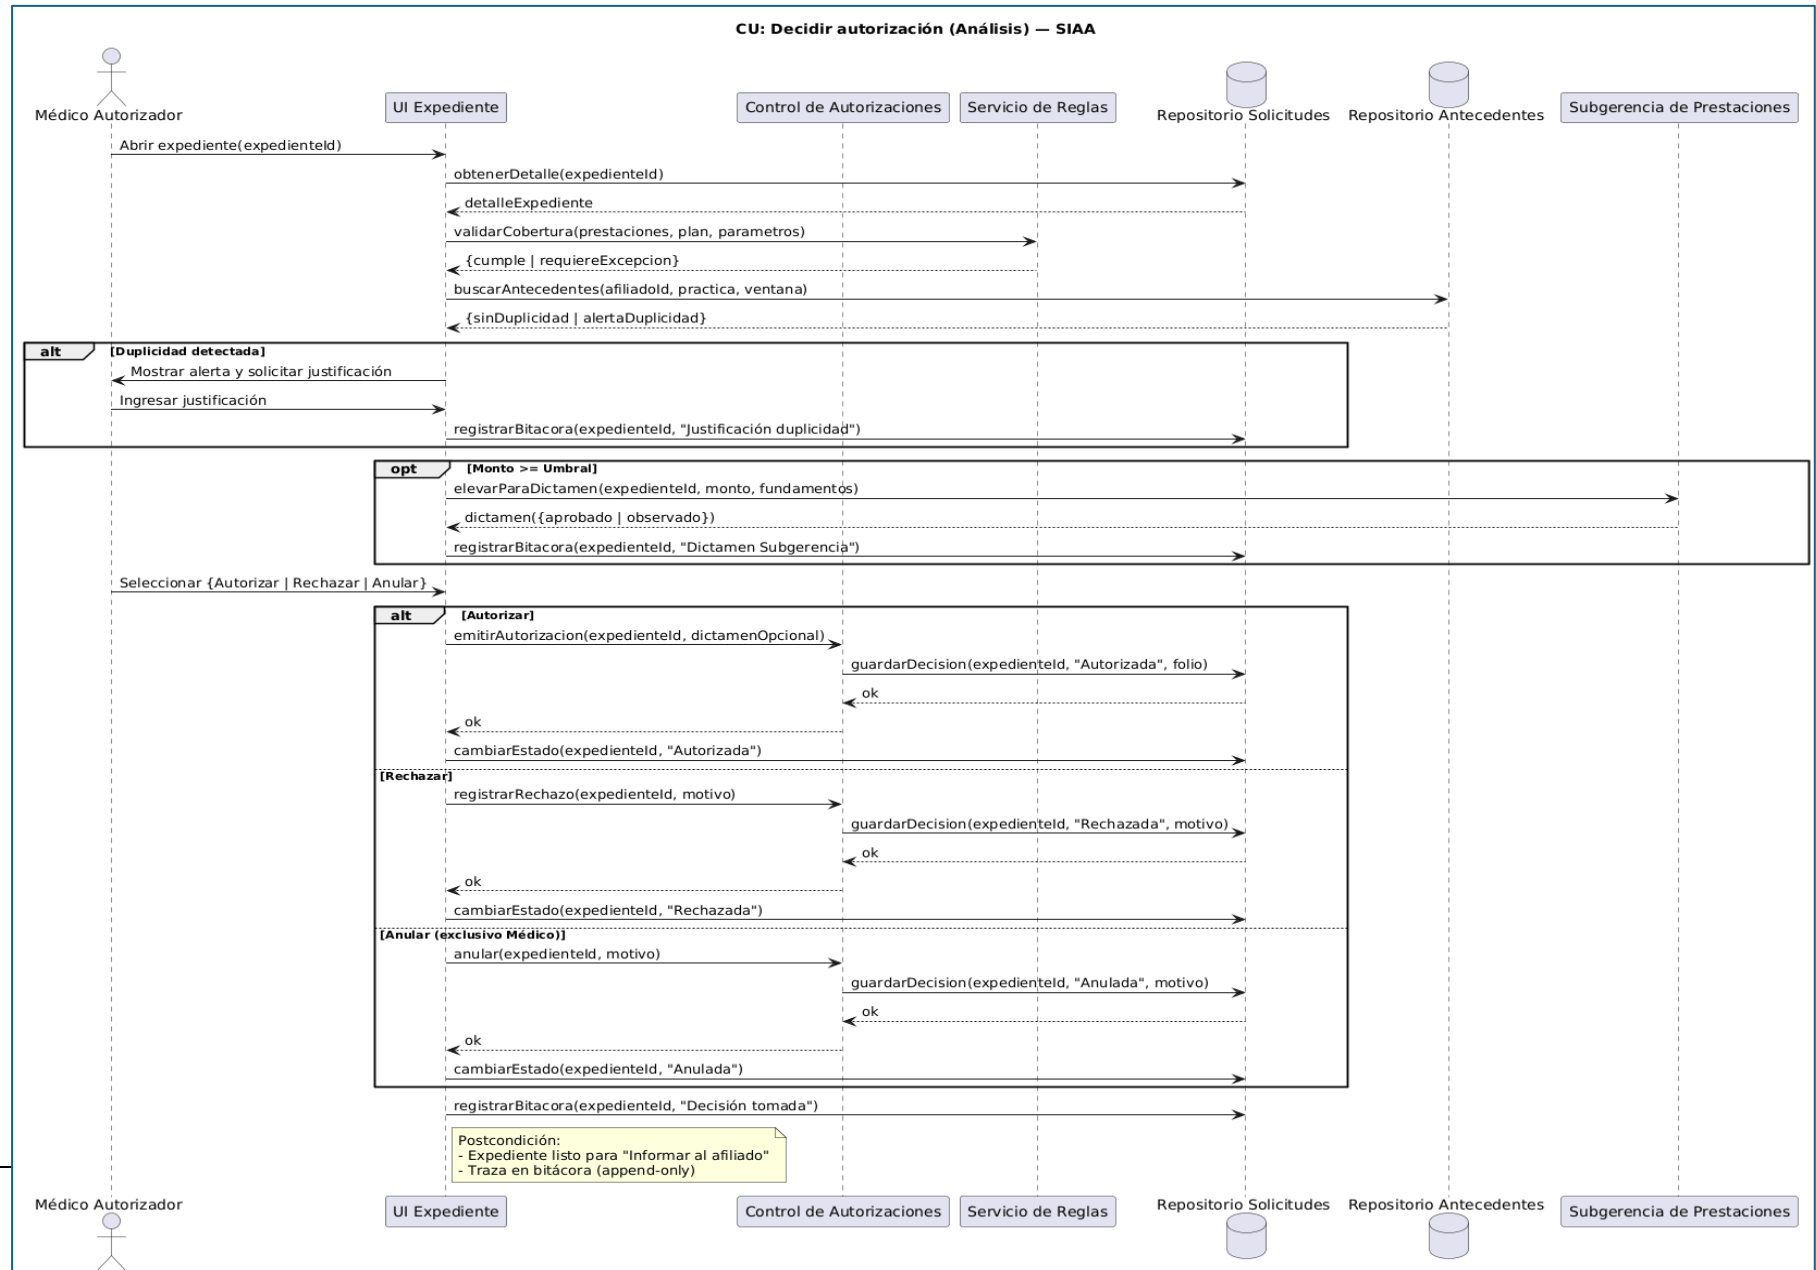 CU: Decidir autorización (Análisis) — SIAA
Médico Autorizador
UI Expediente
Control de Autorizaciones
Servicio de Reglas
Repositorio Solicitudes
Repositorio Antecedentes
Subgerencia de Prestaciones
Abrir expediente(expedienteId)
obtenerDetalle(expedienteId)
detalleExpediente
validarCobertura(prestaciones, plan, parametros)
{cumple | requiereExcepcion}
buscarAntecedentes(afiliadoId, practica, ventana)
{sinDuplicidad | alertaDuplicidad}
alt [Duplicidad detectada]
Mostrar alerta y solicitar justificación
Ingresar justificación
registrarBitacora(expedienteId, "Justificación duplicidad")
opt [Monto >= Umbral]
elevarParaDictamen(expedienteId, monto, fundamentos)
dictamen({aprobado | observado})
registrarBitacora(expedienteId, "Dictamen Subgerencia")
Seleccionar {Autorizar | Rechazar | Anular}
alt [Autorizar]
emitirAutorizacion(expedienteId, dictamenOpcional)
guardarDecision(expedienteId, "Autorizada", folio)
ok
ok
cambiarEstado(expedienteId, "Autorizada")
[Rechazar]
registrarRechazo(expedienteId, motivo)
guardarDecision(expedienteId, "Rechazada", motivo)
ok
ok
cambiarEstado(expedienteId, "Rechazada")
[Anular (exclusivo Médico)]
anular(expedienteId, motivo)
guardarDecision(expedienteId, "Anulada", motivo)
ok
ok
cambiarEstado(expedienteId, "Anulada")
registrarBitacora(expedienteId, "Decisión tomada")
Postcondición:
- Expediente listo para "Informar al afiliado"
- Traza en bitácora (append-only)
Médico Autorizador
UI Expediente
Control de Autorizaciones
Servicio de Reglas
Repositorio Solicitudes
Repositorio Antecedentes
Subgerencia de Prestaciones